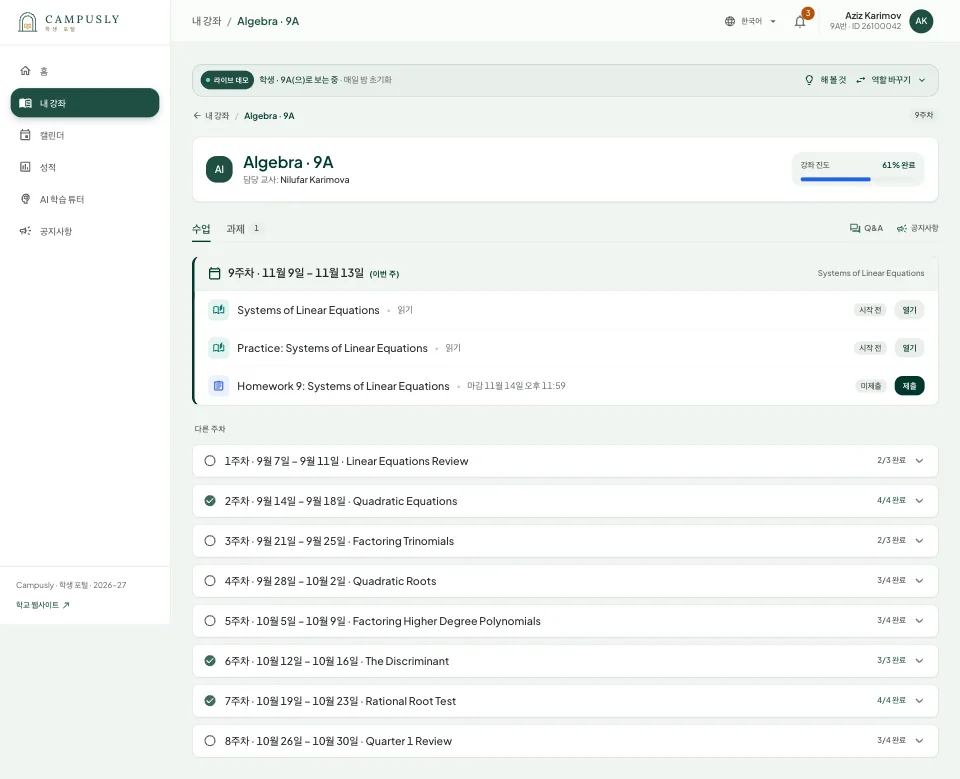 CAMPUSLY
학생 포털
내 강좌 / Algebra · 9A
한국어
3
Aziz Karimov
9A반 · ID 26100042
AK
홈
내 강좌
캘린더
성적
AI 학습 튜터
공지사항
Campusly · 학생 포털 · 2026–27
학교 웹사이트
라이브 데모
학생 · 9A(으)로 보는 중 · 매일 밤 초기화
해 볼 것
역할 바꾸기
← 내 강좌 / Algebra · 9A
9주차
Al
Algebra · 9A
담당 교사: Nilufar Karimova
강좌 진도
61% 완료
수업
과제 1
Q&A
공지사항
9주차 · 11월 9일 – 11월 13일 (이번 주)
Systems of Linear Equations
Systems of Linear Equations • 읽기
시작 전
열기
Practice: Systems of Linear Equations • 읽기
시작 전
열기
Homework 9: Systems of Linear Equations • 마감 11월 14일 오후 11:59
미제출
제출
다른 주차
1주차 · 9월 7일 – 9월 11일 · Linear Equations Review
2/3 완료
2주차 · 9월 14일 – 9월 18일 · Quadratic Equations
4/4 완료
3주차 · 9월 21일 – 9월 25일 · Factoring Trinomials
2/3 완료
4주차 · 9월 28일 – 10월 2일 · Quadratic Roots
3/4 완료
5주차 · 10월 5일 – 10월 9일 · Factoring Higher Degree Polynomials
3/4 완료
6주차 · 10월 12일 – 10월 16일 · The Discriminant
3/3 완료
7주차 · 10월 19일 – 10월 23일 · Rational Root Test
4/4 완료
8주차 · 10월 26일 – 10월 30일 · Quarter 1 Review
3/4 완료